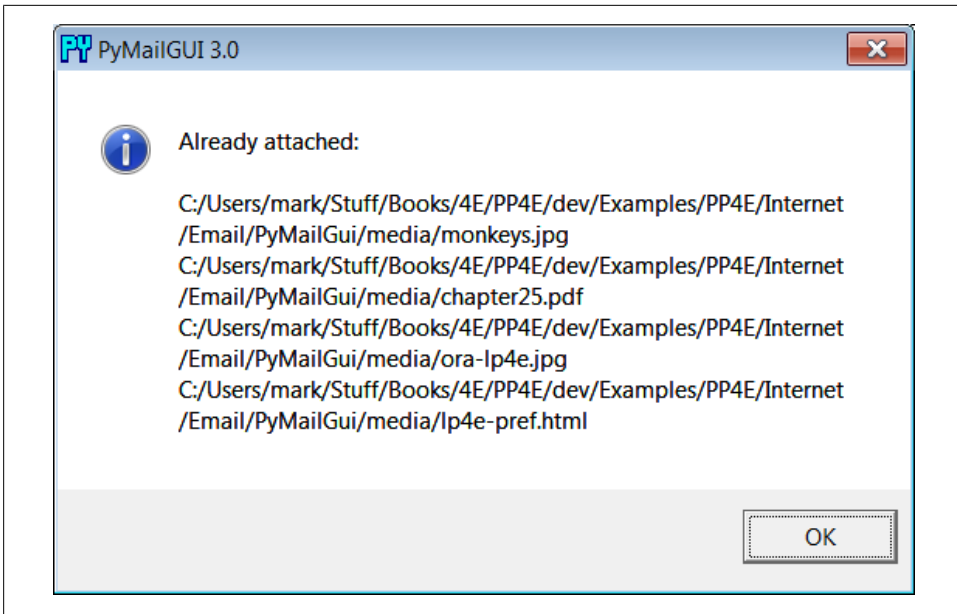 PY PyMailGUI 3.0
Already attached:
C:/Users/mark/Stuff/Books/4E/PP4E/dev/Examples/PP4E/Internet
/Email/PyMailGui/media/monkeys.jpg
C:/Users/mark/Stuff/Books/4E/PP4E/dev/Examples/PP4E/Internet
/Email/PyMailGui/media/chapter25.pdf
C:/Users/mark/Stuff/Books/4E/PP4E/dev/Examples/PP4E/Internet
/Email/PyMailGui/media/ora-lp4e.jpg
C:/Users/mark/Stuff/Books/4E/PP4E/dev/Examples/PP4E/Internet
/Email/PyMailGui/media/lp4e-pref.html
OK